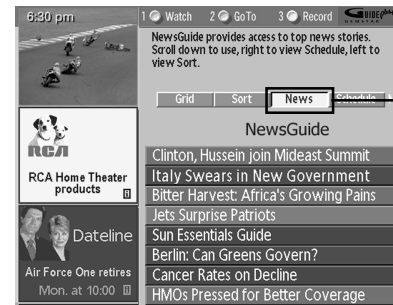 6:30 pm
1 Watch 2 GoTo 3 Record GUIDE Plus+
GEMSTAR
NewsGuide provides access to top news stories.
Scroll down to use, right to view Schedule, left to
view Sort.
Grid Sort News Schedule
NewsGuide
Clinton, Hussein join Mideast Summit
Italy Swears in New Government
Bitter Harvest: Africa's Growing Pains
Jets Surprise Patriots
Sun Essentials Guide
Berlin: Can Greens Govern?
Cancer Rates on Decline
HMOs Pressed for Better Coverage
RCA
RCA Home Theater
products
Dateline
Air Force One retires
Mon. at 10:00